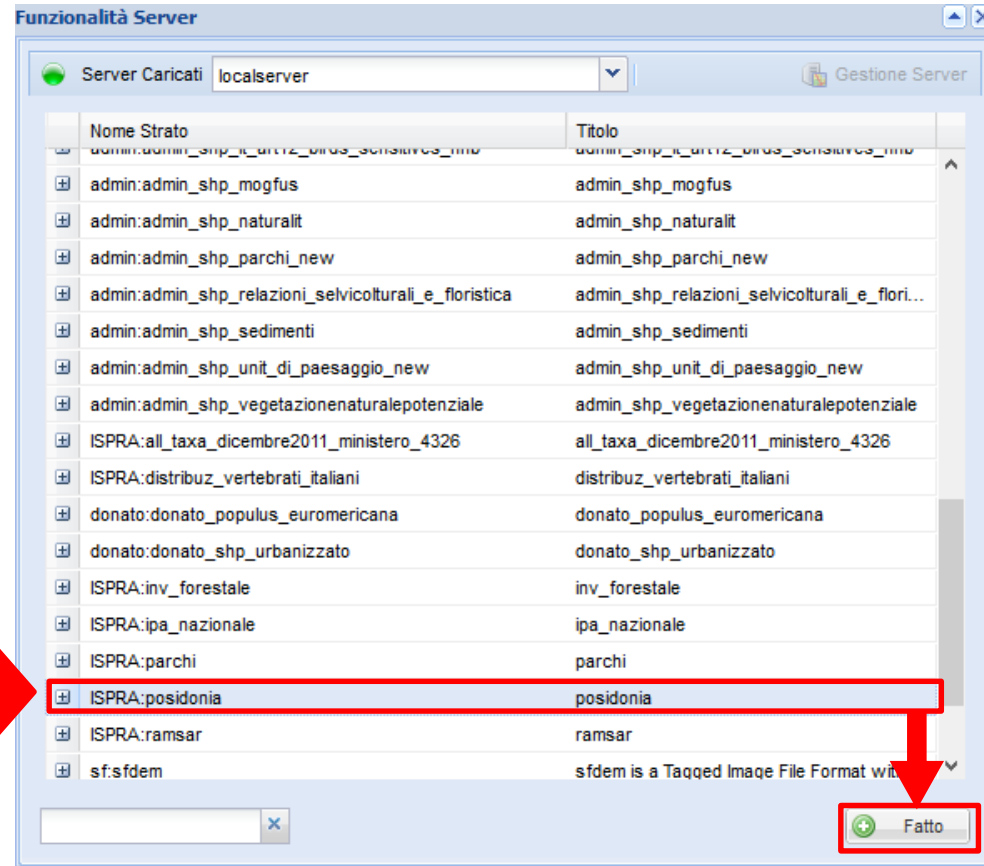 Funzionalità Server
Server Caricati localserver Gestione Server
Nome Strato Titolo
admin:admin_shp_it_art12_birds_sensitives_nnb admin_shp_it_art12_birds_sensitives_nnb
admin:admin_shp_mogfus admin_shp_mogfus
admin:admin_shp_naturalit admin_shp_naturalit
admin:admin_shp_parchi_new admin_shp_parchi_new
admin:admin_shp_relazioni_selvicolturali_e_floristica admin_shp_relazioni_selvicolturali_e_flori...
admin:admin_shp_sedimenti admin_shp_sedimenti
admin:admin_shp_unit_di_paesaggio_new admin_shp_unit_di_paesaggio_new
admin:admin_shp_vegetazionenaturalepotenziale admin_shp_vegetazionenaturalepotenziale
ISPRA:all_taxa_dicembre2011_ministero_4326 all_taxa_dicembre2011_ministero_4326
ISPRA:distribuz_vertebrati_italiani distribuz_vertebrati_italiani
donato:donato_populus_euromericana donato_populus_euromericana
donato:donato_shp_urbanizzato donato_shp_urbanizzato
ISPRA:inv_forestale inv_forestale
ISPRA:ipa_nazionale ipa_nazionale
ISPRA:parchi parchi
ISPRA:posidonia posidonia
ISPRA:ramsar ramsar
sf:sfdem sfdem is a Tagged Image File Format
Fatto